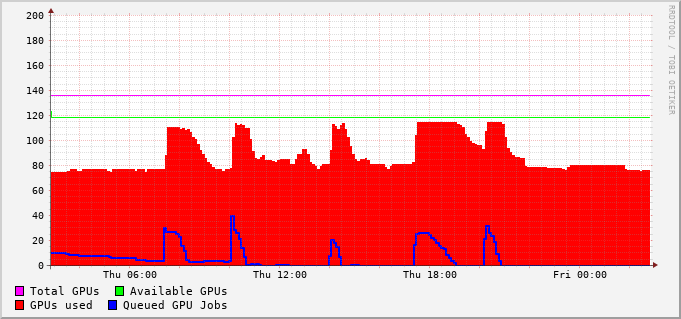 200
180
160
140
120
100
80
60
40
20
0
Thu 06:00 Thu 12:00 Thu 18:00 Fri 00:00
Total GPUs Available GPUs
GPUs used Queued GPU Jobs
RRDTOOL / TOBI OETIKER